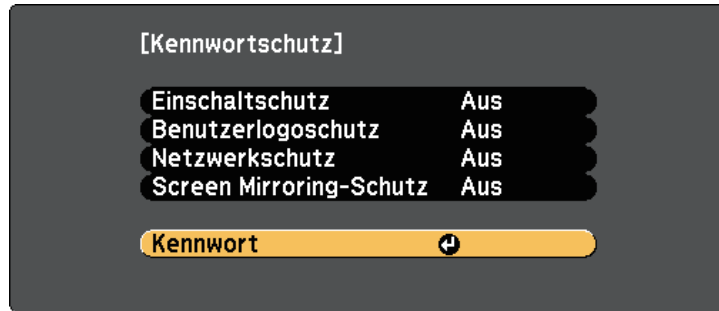 [Kennwortschutz]
Einschaltschutz Aus
Benutzerlogoschutz Aus
Netzwerkschutz Aus
Screen Mirroring-Schutz Aus
Kennwort